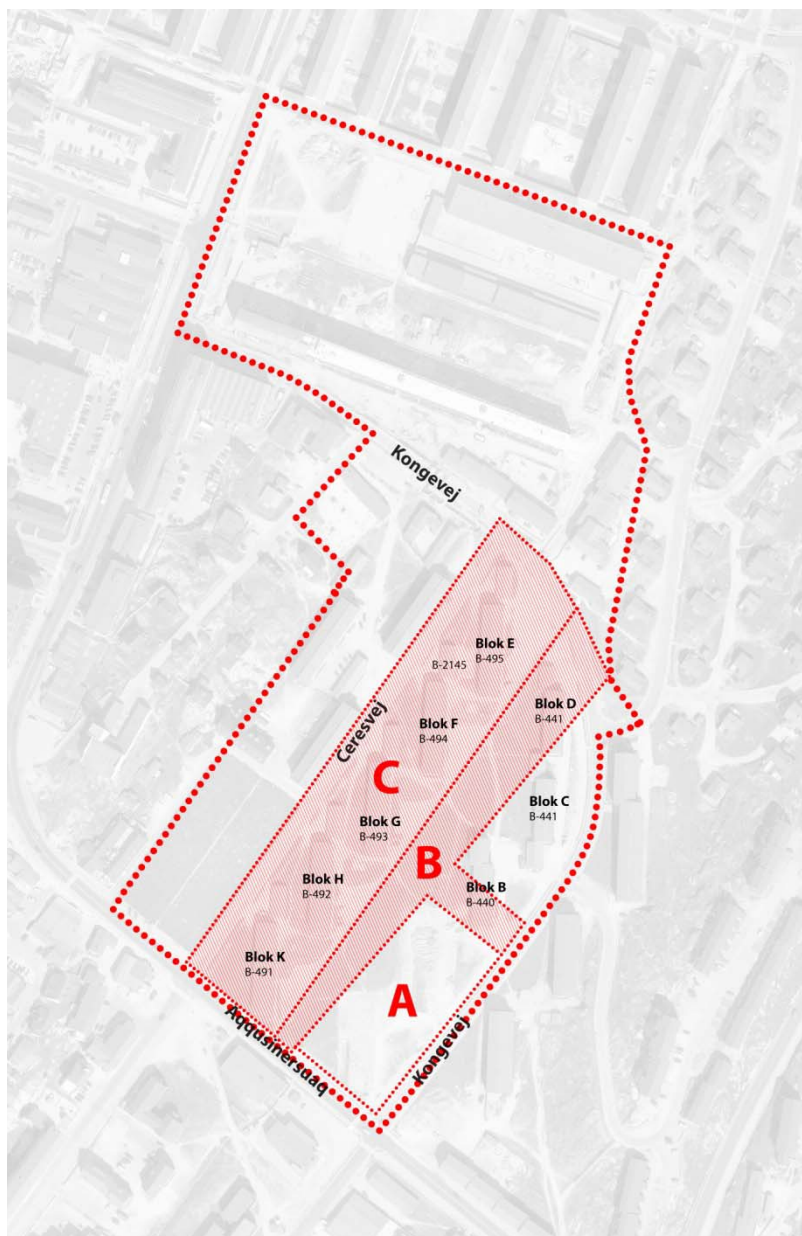 Kongevej
Blok E
B-495
B-2145
Blok D
B-441
Ceresvej
Blok F
B-494
C
Blok C
B-441
Blok G
B-493
B
Blok H
B-492
Blok B
B-440
Blok K
B-491
A
Aqqusinersuaq
Kongevej